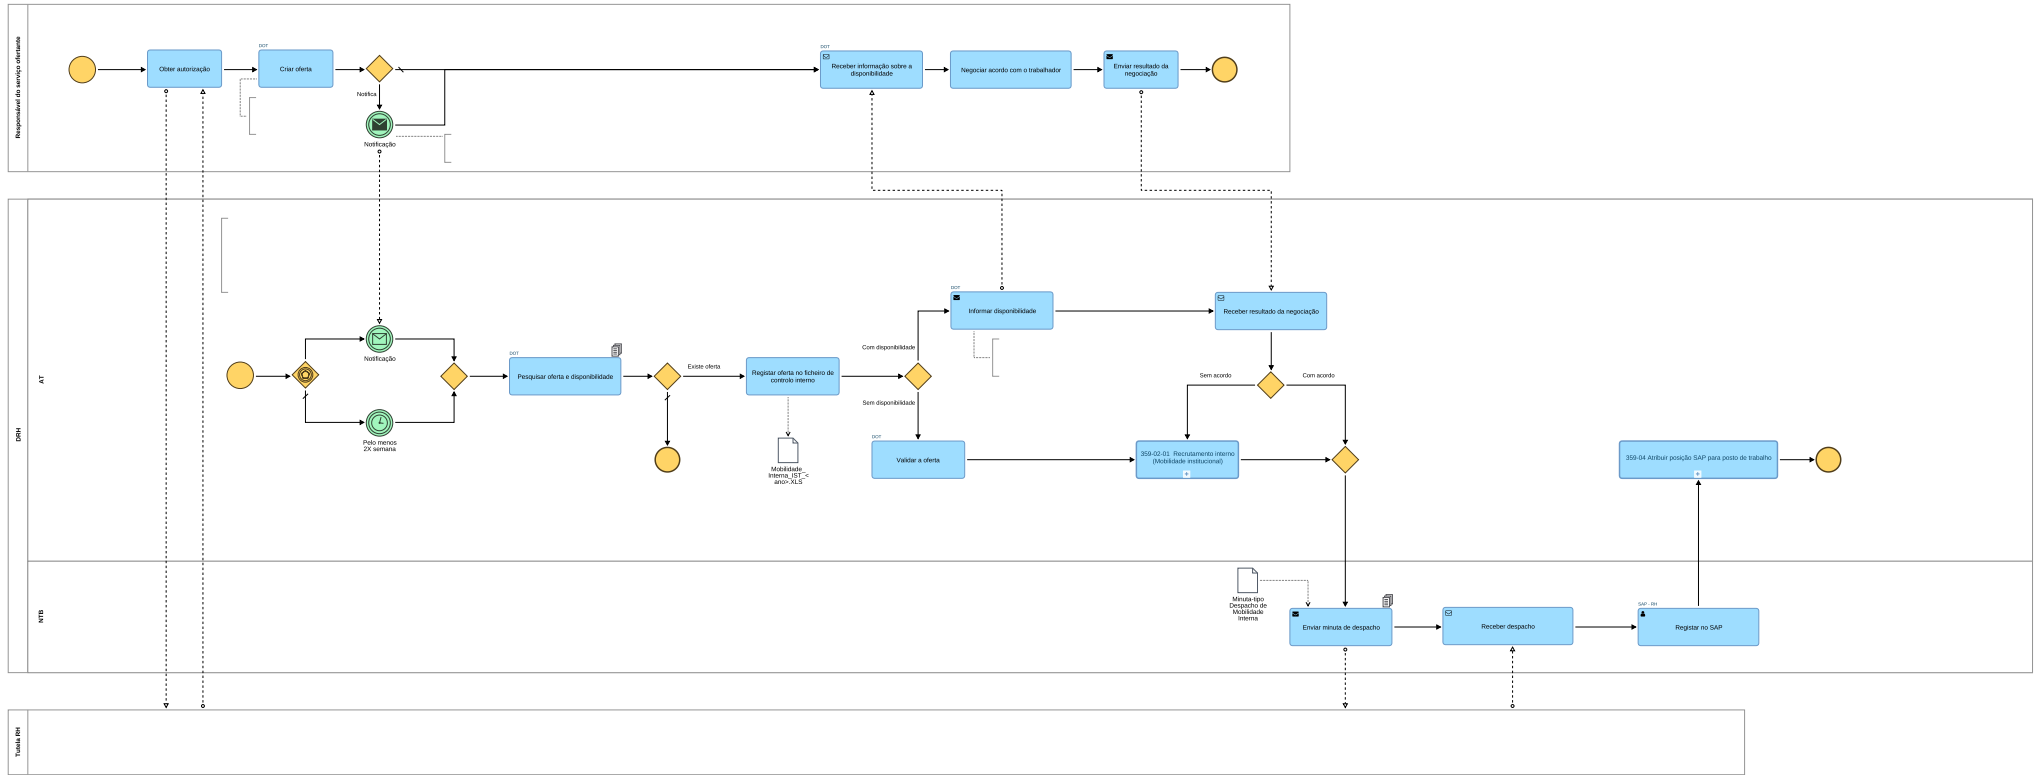 Responsável do serviço ofertante
Obter autorização
DOT
Criar oferta
Notifica
Notificação
DOT
Receber informação sobre a
disponibilidade
Negociar acordo com o trabalhador
Enviar resultado da
negociação
DRH
AT
Notificação
Pelo menos
2X semana
DOT
Pesquisar oferta e disponibilidade
Existe oferta
Registar oferta no ficheiro de
controlo interno
Mobilidade_
Interna_IST_<
ano>.XLS
Com disponibilidade
Sem disponibilidade
DOT
Informar disponibilidade
DOT
Validar a oferta
Receber resultado da negociação
Sem acordo
Com acordo
359-02-01 Recrutamento interno
(Mobilidade institucional)
359-04 Atribuir posição SAP para posto de trabalho
NTB
Minuta-tipo
Despacho de
Mobilidade
Interna
Enviar minuta de despacho
Receber despacho
SAP - RH
Registar no SAP
Tutela RH